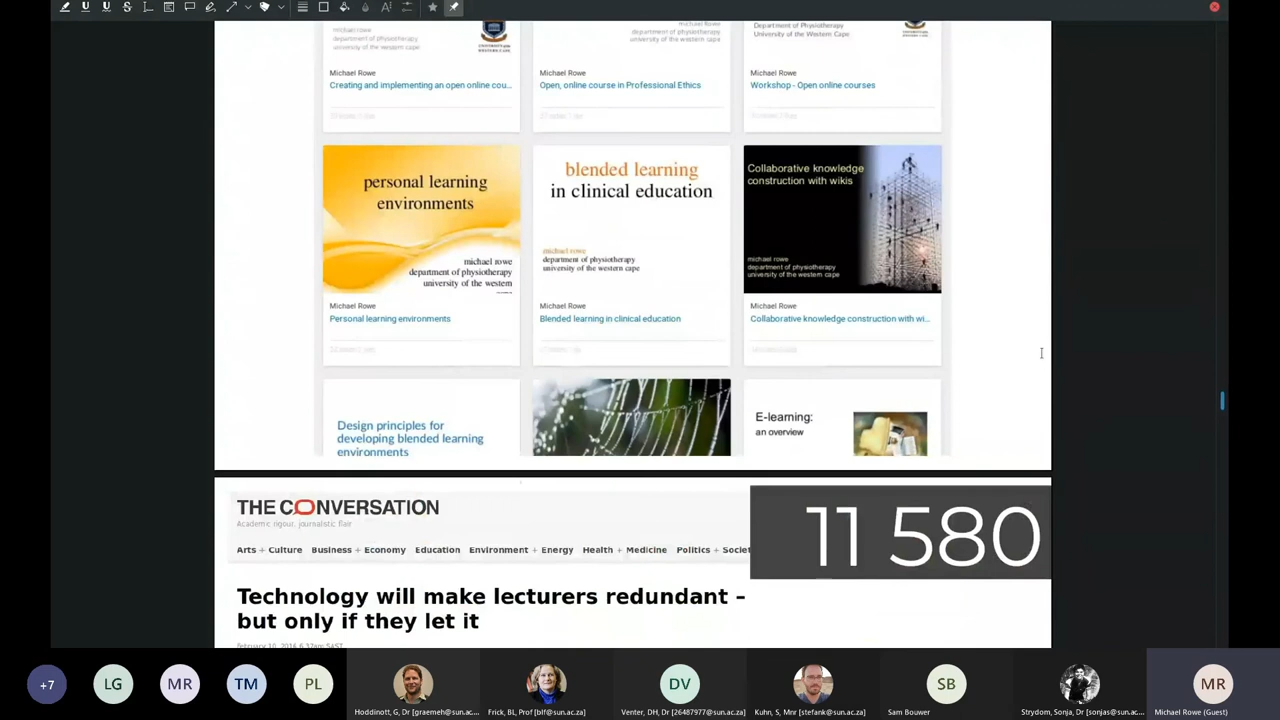 michael rowe
department of physiotherapy
university of the western cape
department of physiotherapy
university of the western cape
Department of Physiotherapy
University of the Western Cape
Michael Rowe
Creating and implementing an open online cou...
Michael Rowe
Open, online course in Professional Ethics
Michael Rowe
Workshop - Open online courses
personal learning
environments
michael rowe
department of physiotherapy
university of the western
Michael Rowe
Personal learning environments
blended learning
in clinical education
michael rowe
department of physiotherapy
university of the western cape
Michael Rowe
Blended learning in clinical education
Collaborative knowledge
construction with wikis
michael rowe
department of physiotherapy
university of the western cape
Michael Rowe
Collaborative knowledge construction with wi...
Design principles for
developing blended learning
environments
E-learning:
an overview
THE CONVERSATION
Academic rigour, journalistic flair
11 580
Arts + Culture Business + Economy Education Environment + Energy Health + Medicine Politics + Societ
Technology will make lecturers redundant –
but only if they let it
+7
LG
MR
TM
PL
DV
SB
MR
Hoddinott, G, Dr [graemeh@sun.ac....
Frick, BL, Prof [blf@sun.ac.za]
Venter, DH, Dr [26487977@sun.ac.za]
Kuhn, S, Mnr [stefank@sun.ac.za]
Sam Bouwer
Strydom, Sonja, Dr [sonjas@sun.ac....
Michael Rowe (Guest)